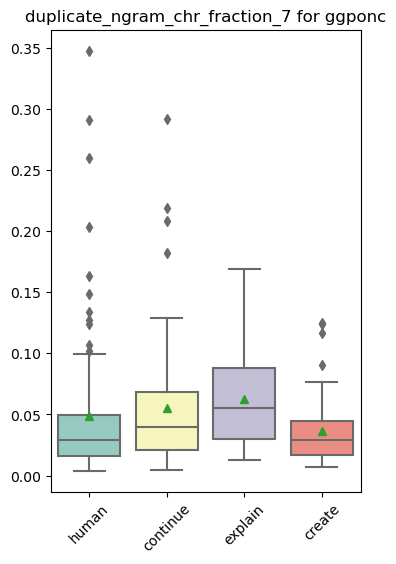 duplicate_ngram_chr_fraction_7 for ggponc
0.35
0.30
0.25
0.20
0.15
0.10
0.05
0.00
human
continue
explain
create